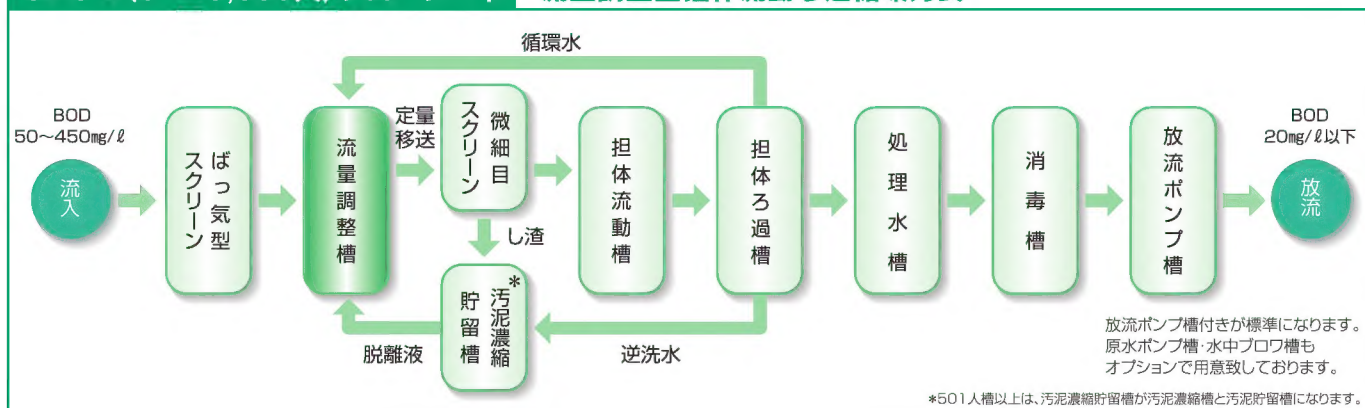 循環水
BOD
50～450mg/ℓ
流入
ばっ気型
スクリーン
流量調整槽
定量
移送
微細目
スクリーン
し渣
汚泥濃縮*
貯留槽
脱離液
逆洗水
担体流動槽
担体ろ過槽
処理水槽
消毒槽
放流ポンプ槽
BOD
20mg/ℓ以下
放流
放流ポンプ槽付きが標準になります。
原水ポンプ槽・水中ブロワ槽も
オプションで用意致しております。
*501人槽以上は、汚泥濃縮貯留槽が汚泥濃縮槽と汚泥貯留槽になります。